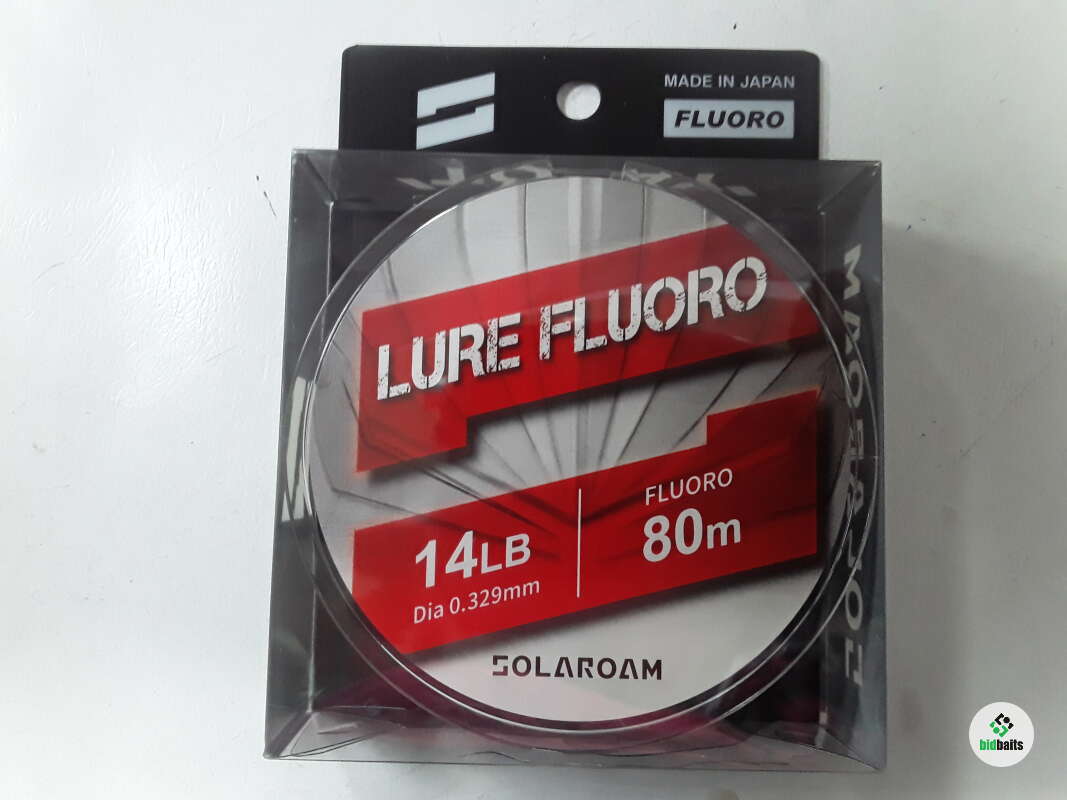 MADE IN JAPAN
FLUORO
LURE FLUORO
14LB
Dia 0.329mm
FLUORO
80m
SOLAROAM
bidbaits